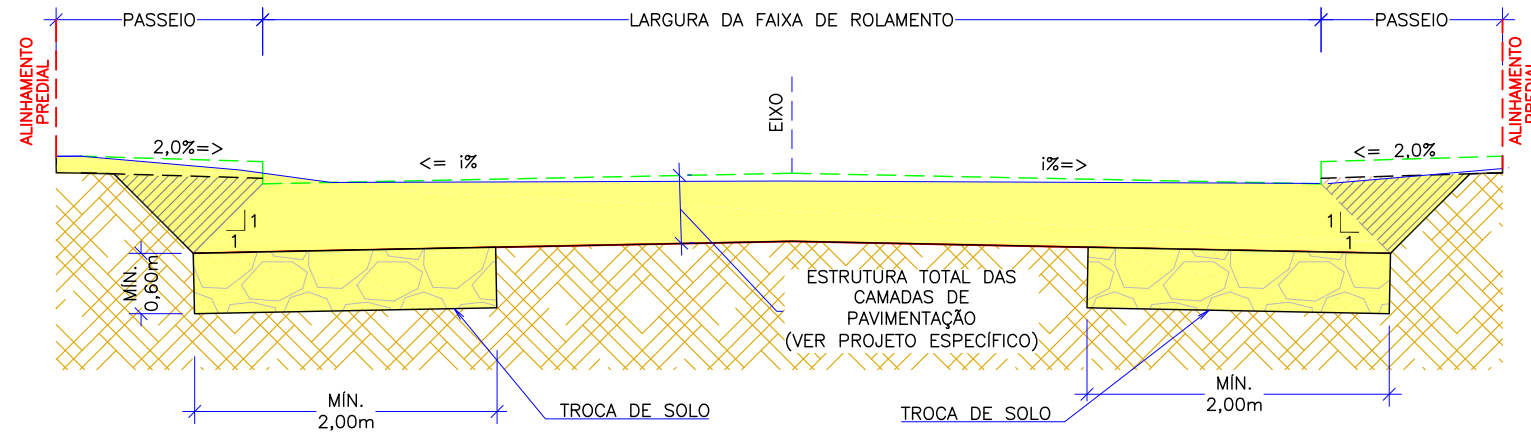 PASSEIO
LARGURA DA FAIXA DE ROLAMENTO
PASSEIO
ALINHAMENTO
PREDIAL
EIXO
ALINHAMENTO
PREDIAL
2,0%=>
<= i%
i%=>
<= 2,0%
1
1
1
1
MÍN.
0,60m
ESTRUTURA TOTAL DAS
CAMADAS DE
PAVIMENTAÇÃO
(VER PROJETO ESPECÍFICO)
MÍN.
2,00m
TROCA DE SOLO
TROCA DE SOLO
MÍN.
2,00m